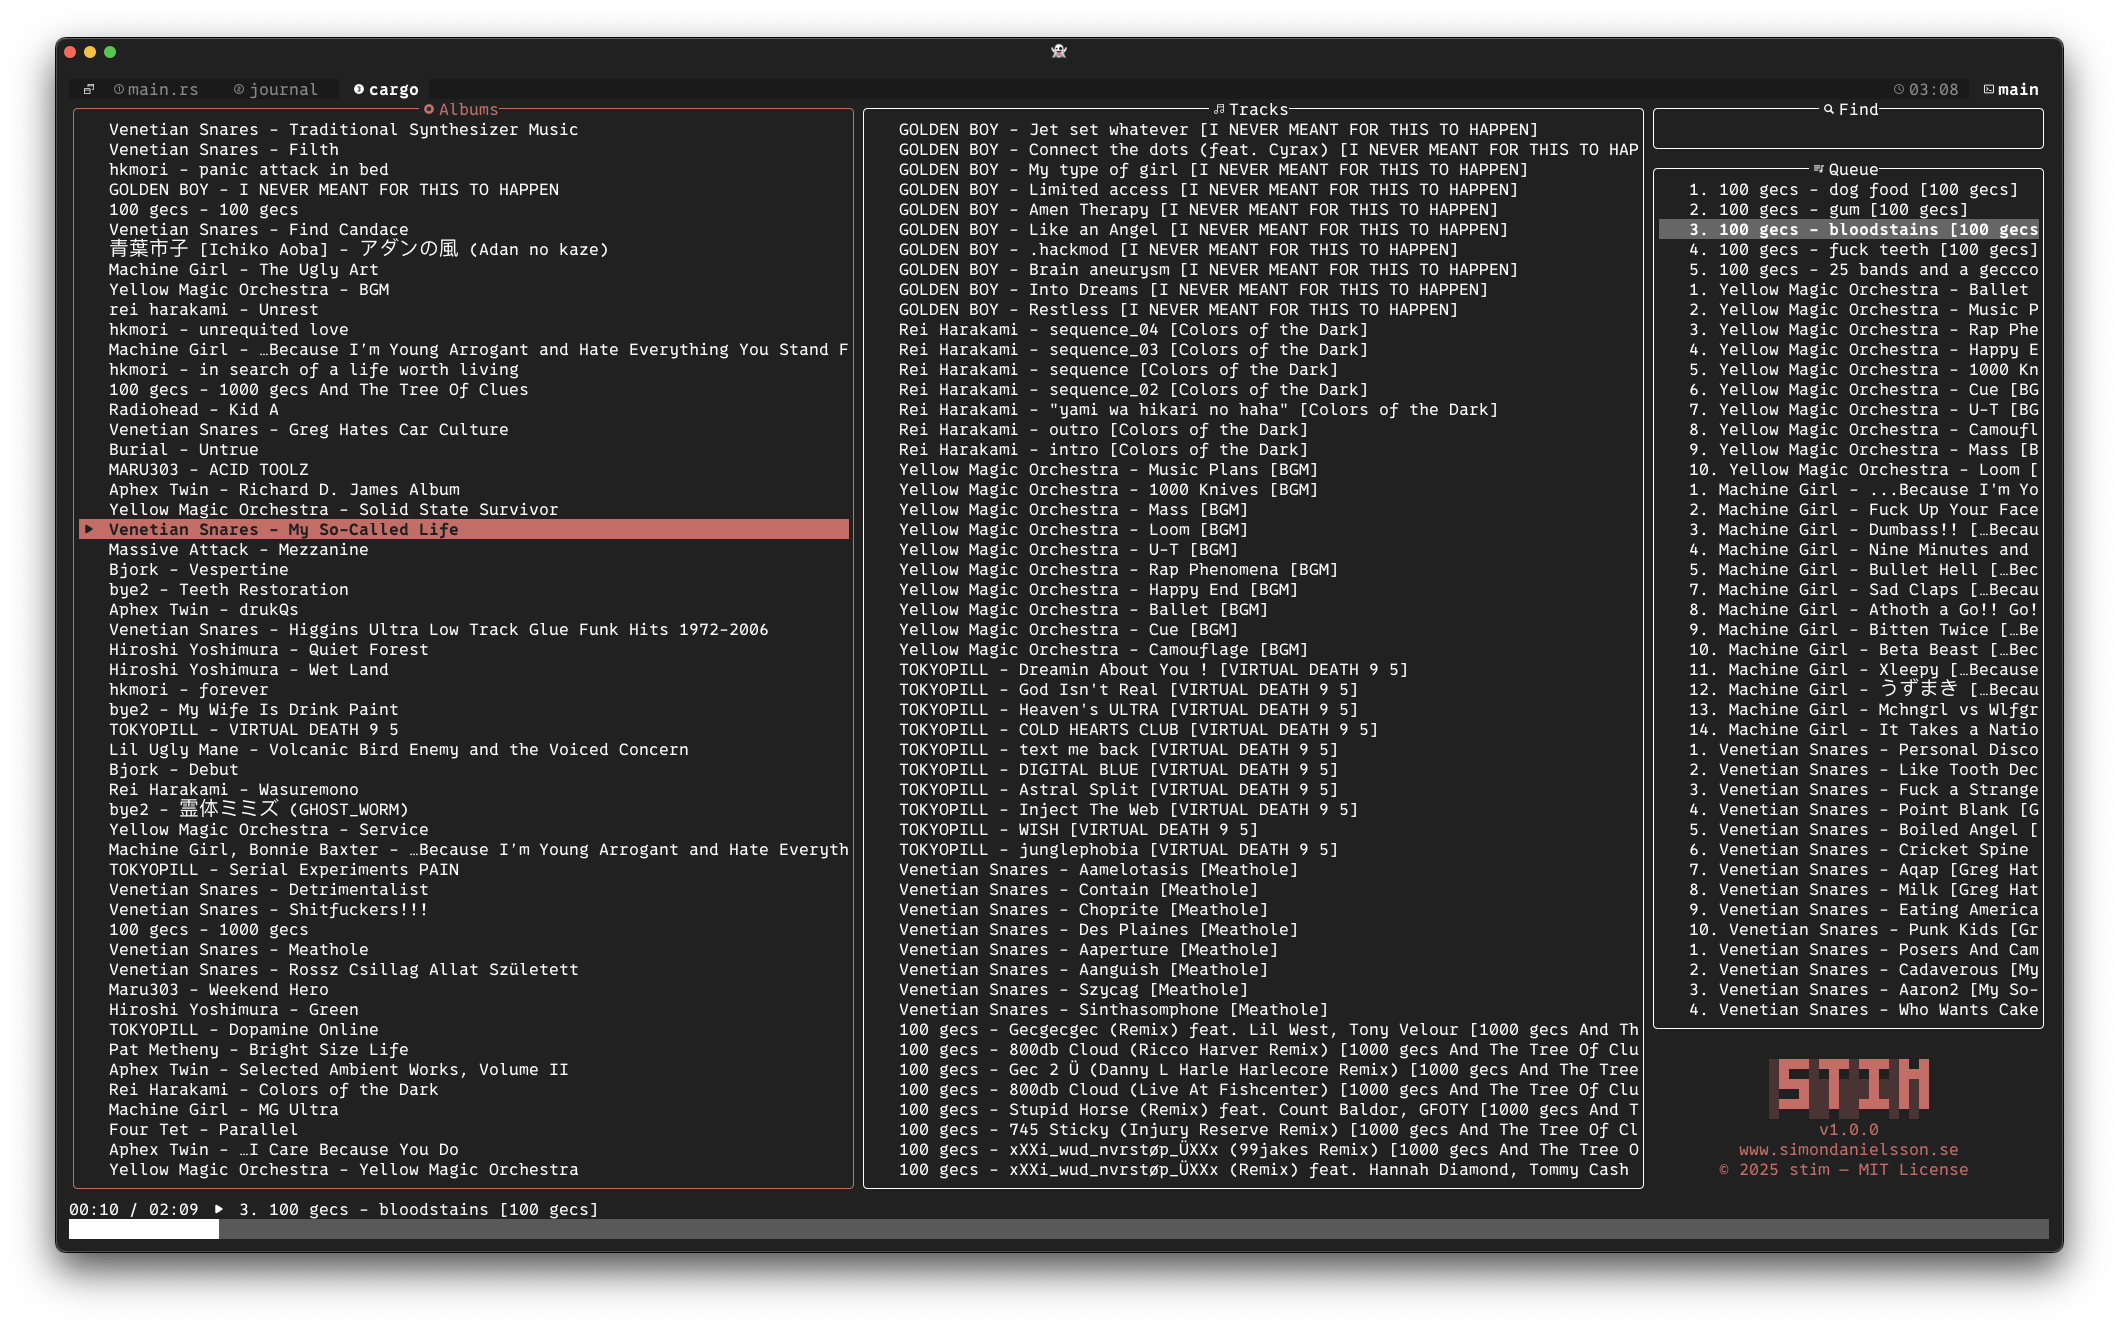 main.rs journal cargo 03:08 main
Albums
Venetian Snares - Traditional Synthesizer Music
Venetian Snares - Filth
hkmori - panic attack in bed
GOLDEN BOY - I NEVER MEANT FOR THIS TO HAPPEN
100 gecs - 100 gecs
Venetian Snares - Find Candace
青葉市子 [Ichiko Aoba] - アダンの風 (Adan no kaze)
Machine Girl - The Ugly Art
Yellow Magic Orchestra - BGM
rei harakami - Unrest
hkmori - unrequited love
Machine Girl - …Because I’m Young Arrogant and Hate Everything You Stand F
hkmori - in search of a life worth living
100 gecs - 1000 gecs And The Tree Of Clues
Radiohead - Kid A
Venetian Snares - Greg Hates Car Culture
Burial - Untrue
MARU303 - ACID TOOLZ
Aphex Twin - Richard D. James Album
Yellow Magic Orchestra - Solid State Survivor
Venetian Snares - My So-Called Life
Massive Attack - Mezzanine
Bjork - Vespertine
bye2 - Teeth Restoration
Aphex Twin - drukQs
Venetian Snares - Higgins Ultra Low Track Glue Funk Hits 1972-2006
Hiroshi Yoshimura - Quiet Forest
Hiroshi Yoshimura - Wet Land
hkmori - forever
bye2 - My Wife Is Drink Paint
TOKYOPILL - VIRTUAL DEATH 9 5
Lil Ugly Mane - Volcanic Bird Enemy and the Voiced Concern
Bjork - Debut
Rei Harakami - Wasuremono
bye2 - 霊体ミミズ (GHOST_WORM)
Yellow Magic Orchestra - Service
Machine Girl, Bonnie Baxter - …Because I’m Young Arrogant and Hate Everyth
TOKYOPILL - Serial Experiments PAIN
Venetian Snares - Detrimentalist
Venetian Snares - Shitfuckers!!!
100 gecs - 1000 gecs
Venetian Snares - Meathole
Venetian Snares - Rossz Csillag Allat Született
Maru303 - Weekend Hero
Hiroshi Yoshimura - Green
TOKYOPILL - Dopamine Online
Pat Metheny - Bright Size Life
Aphex Twin - Selected Ambient Works, Volume II
Rei Harakami - Colors of the Dark
Machine Girl - MG Ultra
Four Tet - Parallel
Aphex Twin - …I Care Because You Do
Yellow Magic Orchestra - Yellow Magic Orchestra
Tracks
GOLDEN BOY - Jet set whatever [I NEVER MEANT FOR THIS TO HAPPEN]
GOLDEN BOY - Connect the dots (feat. Cyrax) [I NEVER MEANT FOR THIS TO HAP
GOLDEN BOY - My type of girl [I NEVER MEANT FOR THIS TO HAPPEN]
GOLDEN BOY - Limited access [I NEVER MEANT FOR THIS TO HAPPEN]
GOLDEN BOY - Amen Therapy [I NEVER MEANT FOR THIS TO HAPPEN]
GOLDEN BOY - Like an Angel [I NEVER MEANT FOR THIS TO HAPPEN]
GOLDEN BOY - .hackmod [I NEVER MEANT FOR THIS TO HAPPEN]
GOLDEN BOY - Brain aneurysm [I NEVER MEANT FOR THIS TO HAPPEN]
GOLDEN BOY - Into Dreams [I NEVER MEANT FOR THIS TO HAPPEN]
GOLDEN BOY - Restless [I NEVER MEANT FOR THIS TO HAPPEN]
Rei Harakami - sequence_04 [Colors of the Dark]
Rei Harakami - sequence_03 [Colors of the Dark]
Rei Harakami - sequence [Colors of the Dark]
Rei Harakami - sequence_02 [Colors of the Dark]
Rei Harakami - "yami wa hikari no haha" [Colors of the Dark]
Rei Harakami - outro [Colors of the Dark]
Rei Harakami - intro [Colors of the Dark]
Yellow Magic Orchestra - Music Plans [BGM]
Yellow Magic Orchestra - 1000 Knives [BGM]
Yellow Magic Orchestra - Mass [BGM]
Yellow Magic Orchestra - Loom [BGM]
Yellow Magic Orchestra - U-T [BGM]
Yellow Magic Orchestra - Rap Phenomena [BGM]
Yellow Magic Orchestra - Happy End [BGM]
Yellow Magic Orchestra - Ballet [BGM]
Yellow Magic Orchestra - Cue [BGM]
Yellow Magic Orchestra - Camouflage [BGM]
TOKYOPILL - Dreamin About You ! [VIRTUAL DEATH 9 5]
TOKYOPILL - God Isn't Real [VIRTUAL DEATH 9 5]
TOKYOPILL - Heaven's ULTRA [VIRTUAL DEATH 9 5]
TOKYOPILL - COLD HEARTS CLUB [VIRTUAL DEATH 9 5]
TOKYOPILL - text me back [VIRTUAL DEATH 9 5]
TOKYOPILL - DIGITAL BLUE [VIRTUAL DEATH 9 5]
TOKYOPILL - Astral Split [VIRTUAL DEATH 9 5]
TOKYOPILL - Inject The Web [VIRTUAL DEATH 9 5]
TOKYOPILL - WISH [VIRTUAL DEATH 9 5]
TOKYOPILL - junglephobia [VIRTUAL DEATH 9 5]
Venetian Snares - Aamelotasis [Meathole]
Venetian Snares - Contain [Meathole]
Venetian Snares - Choprite [Meathole]
Venetian Snares - Des Plaines [Meathole]
Venetian Snares - Aaperture [Meathole]
Venetian Snares - Aanguish [Meathole]
Venetian Snares - Szycag [Meathole]
Venetian Snares - Sinthasomphone [Meathole]
100 gecs - Gecgecgec (Remix) feat. Lil West, Tony Velour [1000 gecs And Th
100 gecs - 800db Cloud (Ricco Harver Remix) [1000 gecs And The Tree Of Clu
100 gecs - Gec 2 Ü (Danny L Harle Harlecore Remix) [1000 gecs And The Tree
100 gecs - 800db Cloud (Live At Fishcenter) [1000 gecs And The Tree Of Clu
100 gecs - Stupid Horse (Remix) feat. Count Baldor, GFOTY [1000 gecs And T
100 gecs - 745 Sticky (Injury Reserve Remix) [1000 gecs And The Tree Of Cl
100 gecs - xXXi_wud_nvrstøp_ÜXXx (99jakes Remix) [1000 gecs And The Tree O
100 gecs - xXXi_wud_nvrstøp_ÜXXx (Remix) feat. Hannah Diamond, Tommy Cash
Find
Queue
1. 100 gecs - dog food [100 gecs]
2. 100 gecs - gum [100 gecs]
3. 100 gecs - bloodstains [100 gecs
4. 100 gecs - fuck teeth [100 gecs]
5. 100 gecs - 25 bands and a geccco
1. Yellow Magic Orchestra - Ballet
2. Yellow Magic Orchestra - Music P
3. Yellow Magic Orchestra - Rap Phe
4. Yellow Magic Orchestra - Happy E
5. Yellow Magic Orchestra - 1000 Kn
6. Yellow Magic Orchestra - Cue [BG
7. Yellow Magic Orchestra - U-T [BG
8. Yellow Magic Orchestra - Camoufl
9. Yellow Magic Orchestra - Mass [B
10. Yellow Magic Orchestra - Loom [
1. Machine Girl - ...Because I'm Yo
2. Machine Girl - Fuck Up Your Face
3. Machine Girl - Dumbass!! […Becau
4. Machine Girl - Nine Minutes and
5. Machine Girl - Bullet Hell […Bec
7. Machine Girl - Sad Claps […Becau
8. Machine Girl - Athoth a Go!! Go!
9. Machine Girl - Bitten Twice […Be
10. Machine Girl - Beta Beast […Bec
11. Machine Girl - Xleepy […Because
12. Machine Girl - うずまき […Becau
13. Machine Girl - Mchngrl vs Wlfgr
14. Machine Girl - It Takes a Natio
1. Venetian Snares - Personal Disco
2. Venetian Snares - Like Tooth Dec
3. Venetian Snares - Fuck a Strange
4. Venetian Snares - Point Blank [G
5. Venetian Snares - Boiled Angel [
6. Venetian Snares - Cricket Spine
7. Venetian Snares - Aqap [Greg Hat
8. Venetian Snares - Milk [Greg Hat
9. Venetian Snares - Eating America
10. Venetian Snares - Punk Kids [Gr
1. Venetian Snares - Posers And Cam
2. Venetian Snares - Cadaverous [My
3. Venetian Snares - Aaron2 [My So-
4. Venetian Snares - Who Wants Cake
STIM
v1.0.0
www.simondanielsson.se
© 2025 stim — MIT License
00:10 / 02:09 3. 100 gecs - bloodstains [100 gecs]